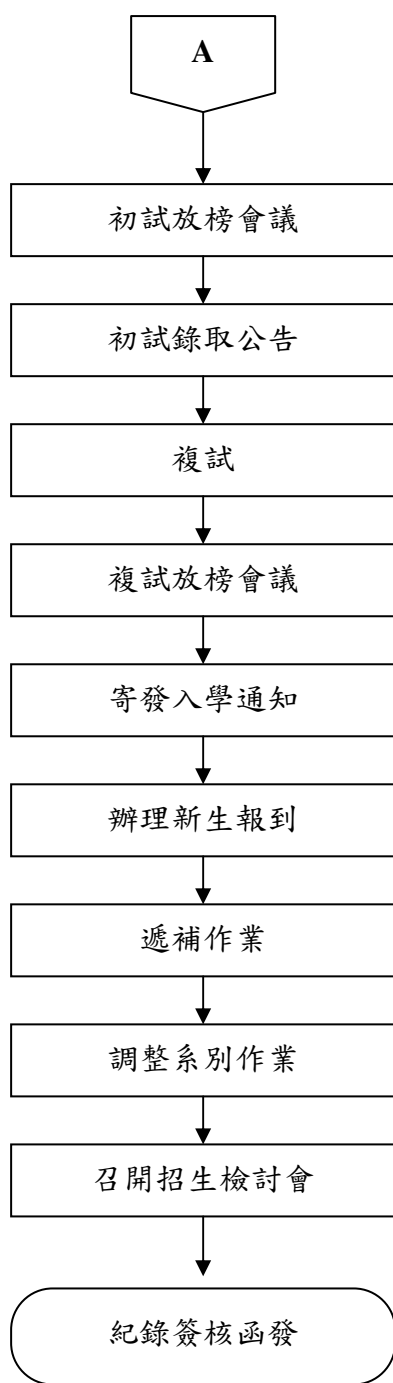 A
初試放榜會議
初試錄取公告
複試
複試放榜會議
寄發入學通知
辦理新生報到
遞補作業
調整系別作業
召開招生檢討會
紀錄簽核函發